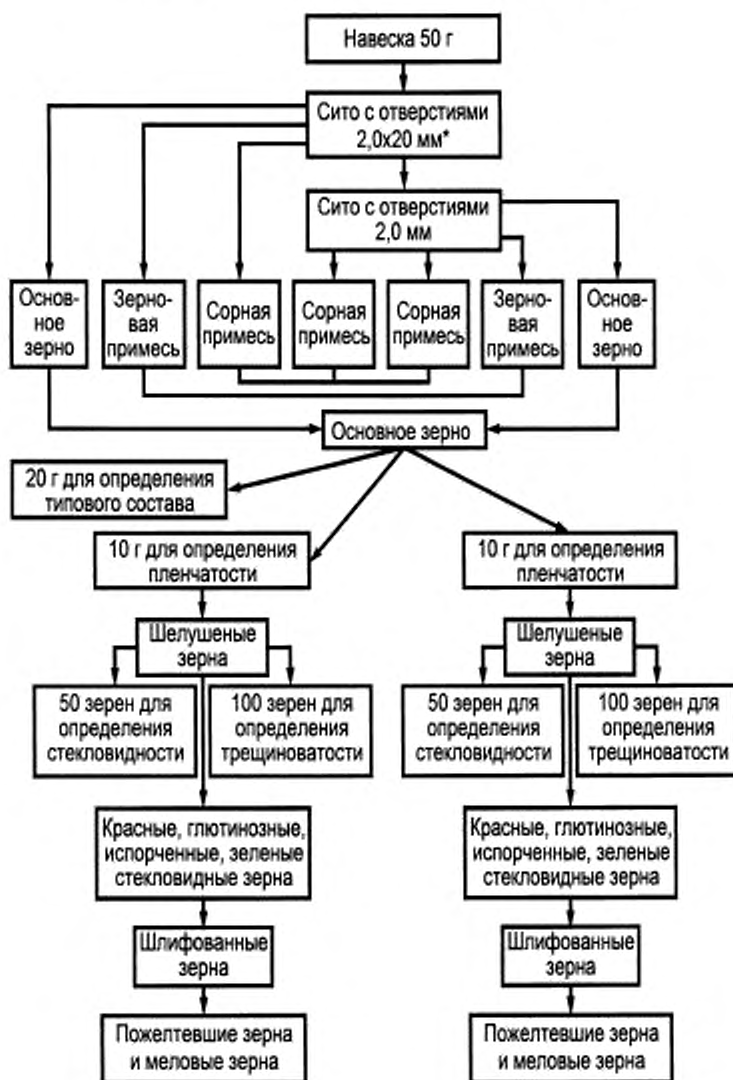 Навеска 50 г
Сито с отверстиями
2,0х20 мм*
Сито с отверстиями
2,0 мм
Основ-
ное
зерно
Зерно-
вая
примесь
Сорная
примесь
Сорная
примесь
Сорная
примесь
Зерно-
вая
примесь
Основ-
ное
зерно
Основное зерно
20 г для определения
типового состава
10 г для определения
пленчатости
10 г для определения
пленчатости
Шелушеные
зерна
Шелушеные
зерна
50 зерен для
определения
стекловидности
100 зерен для
определения
трещиноватости
50 зерен для
определения
стекловидности
100 зерен для
определения
трещиноватости
Красные, глютинозные,
испорченные, зеленые
стекловидные зерна
Красные, глютинозные,
испорченные, зеленые
стекловидные зерна
Шлифованные
зерна
Шлифованные
зерна
Пожелтевшие зерна
и меловые зерна
Пожелтевшие зерна
и меловые зерна